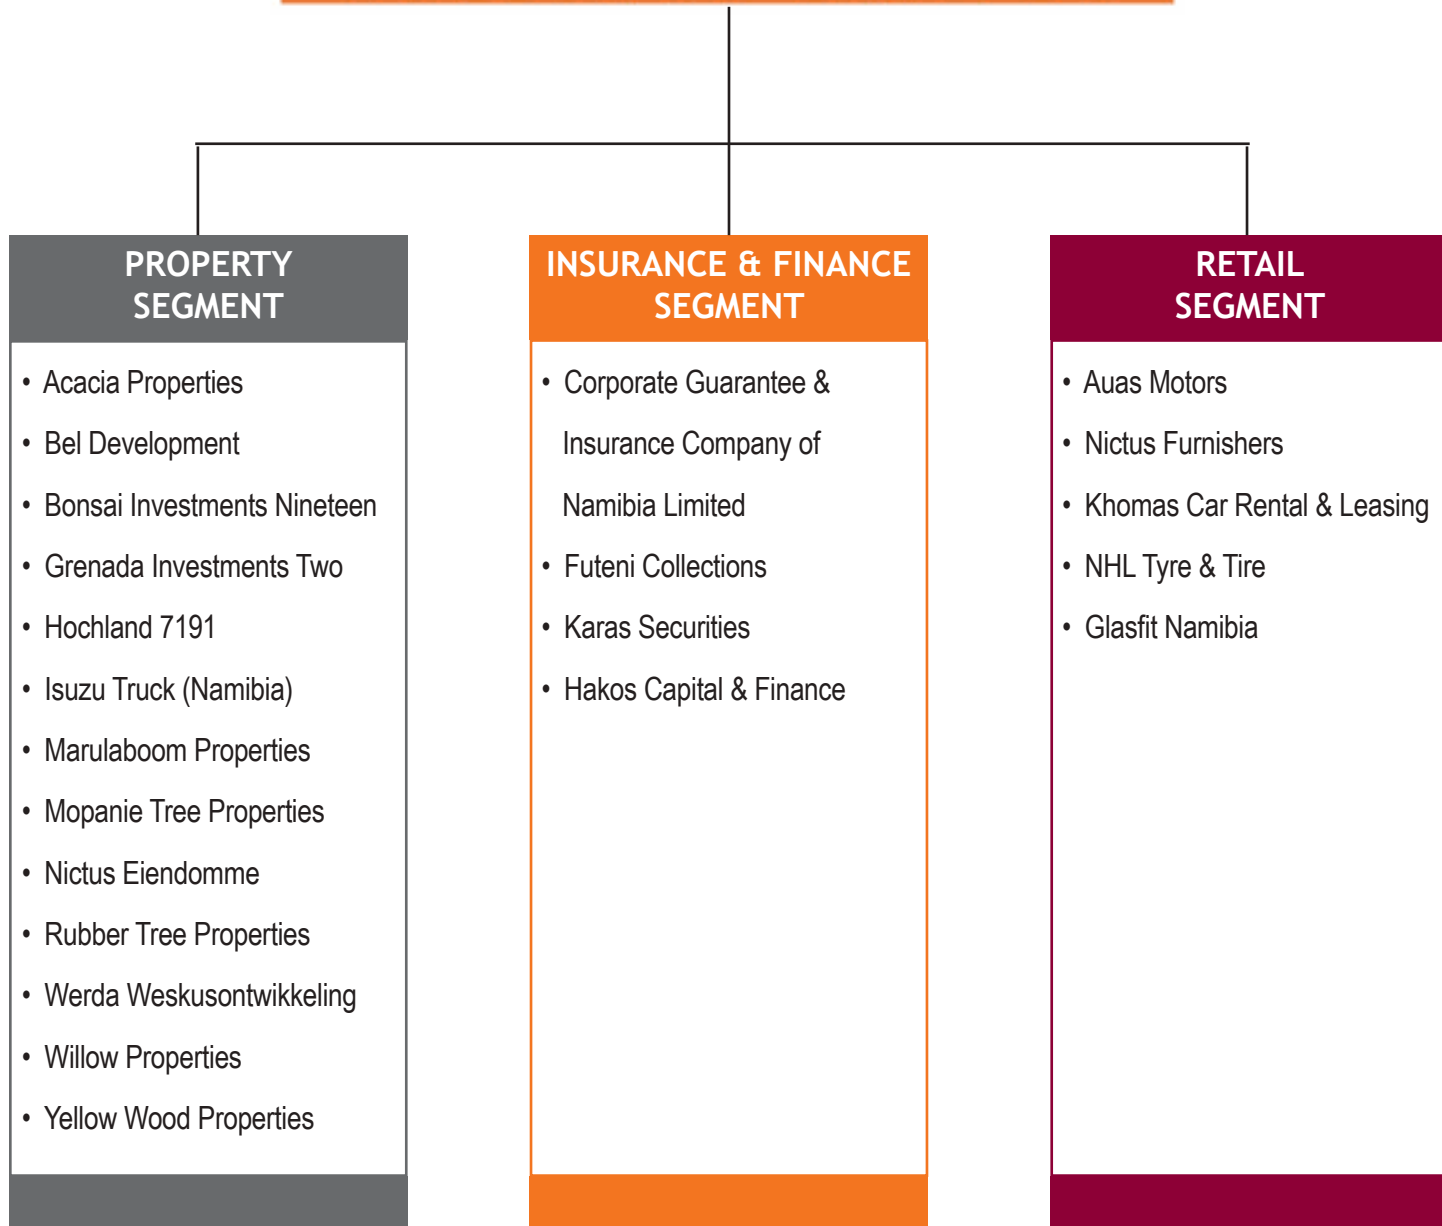 PROPERTY
SEGMENT
• Acacia Properties
• Bel Development
• Bonsai Investments Nineteen
• Grenada Investments Two
• Hochland 7191
• Isuzu Truck (Namibia)
• Marulaboom Properties
• Mopanie Tree Properties
• Nictus Eiendomme
• Rubber Tree Properties
• Werda Weskusontwikkeling
• Willow Properties
• Yellow Wood Properties
INSURANCE & FINANCE
SEGMENT
• Corporate Guarantee &
Insurance Company of
Namibia Limited
• Futeni Collections
• Karas Securities
• Hakos Capital & Finance
RETAIL
SEGMENT
• Auas Motors
• Nictus Furnishers
• Khomas Car Rental & Leasing
• NHL Tyre & Tire
• Glasfit Namibia